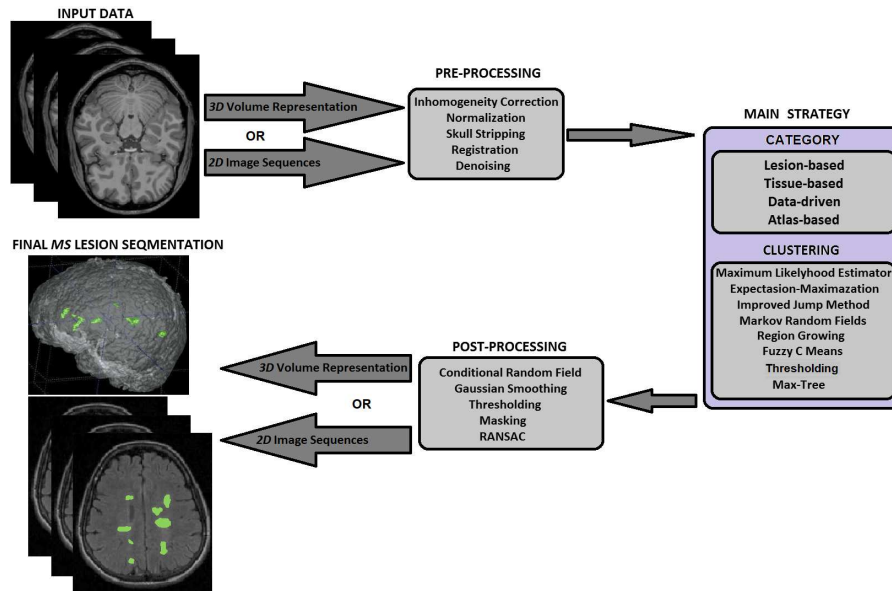 INPUT DATA
3D Volume Representation
OR
2D Image Sequences
PRE-PROCESSING
Inhomogeneity Correction
Normalization
Skull Stripping
Registration
Denoising
MAIN STRATEGY
CATEGORY
Lesion-based
Tissue-based
Data-driven
Atlas-based
CLUSTERING
Maximum Likelyhood Estimator
Expectasion-Maximazation
Improved Jump Method
Markov Random Fields
Region Growing
Fuzzy C Means
Thresholding
Max-Tree
POST-PROCESSING
Conditional Random Field
Gaussian Smoothing
Thresholding
Masking
RANSAC
3D Volume Representation
OR
2D Image Sequences
FINAL MS LESION SEQMENTATION